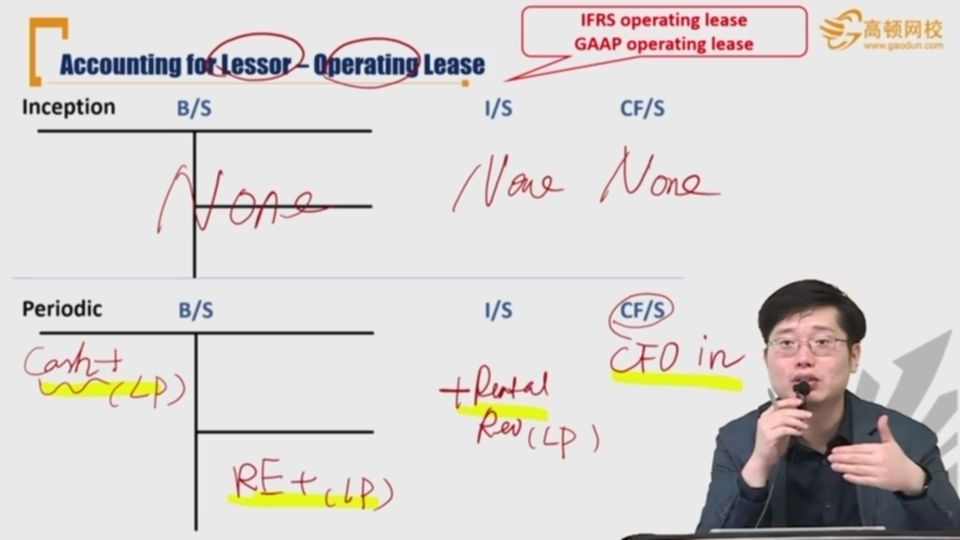 IFRS operating lease
GAAP operating lease
高顿网校
www.gaodun.com
Accounting for Lessor – Operating Lease
Inception B/S I/S CF/S
None None None
Periodic B/S I/S CF/S
Cash+ (LP)
+Rental Rev (LP)
CFO in
RE+ (LP)